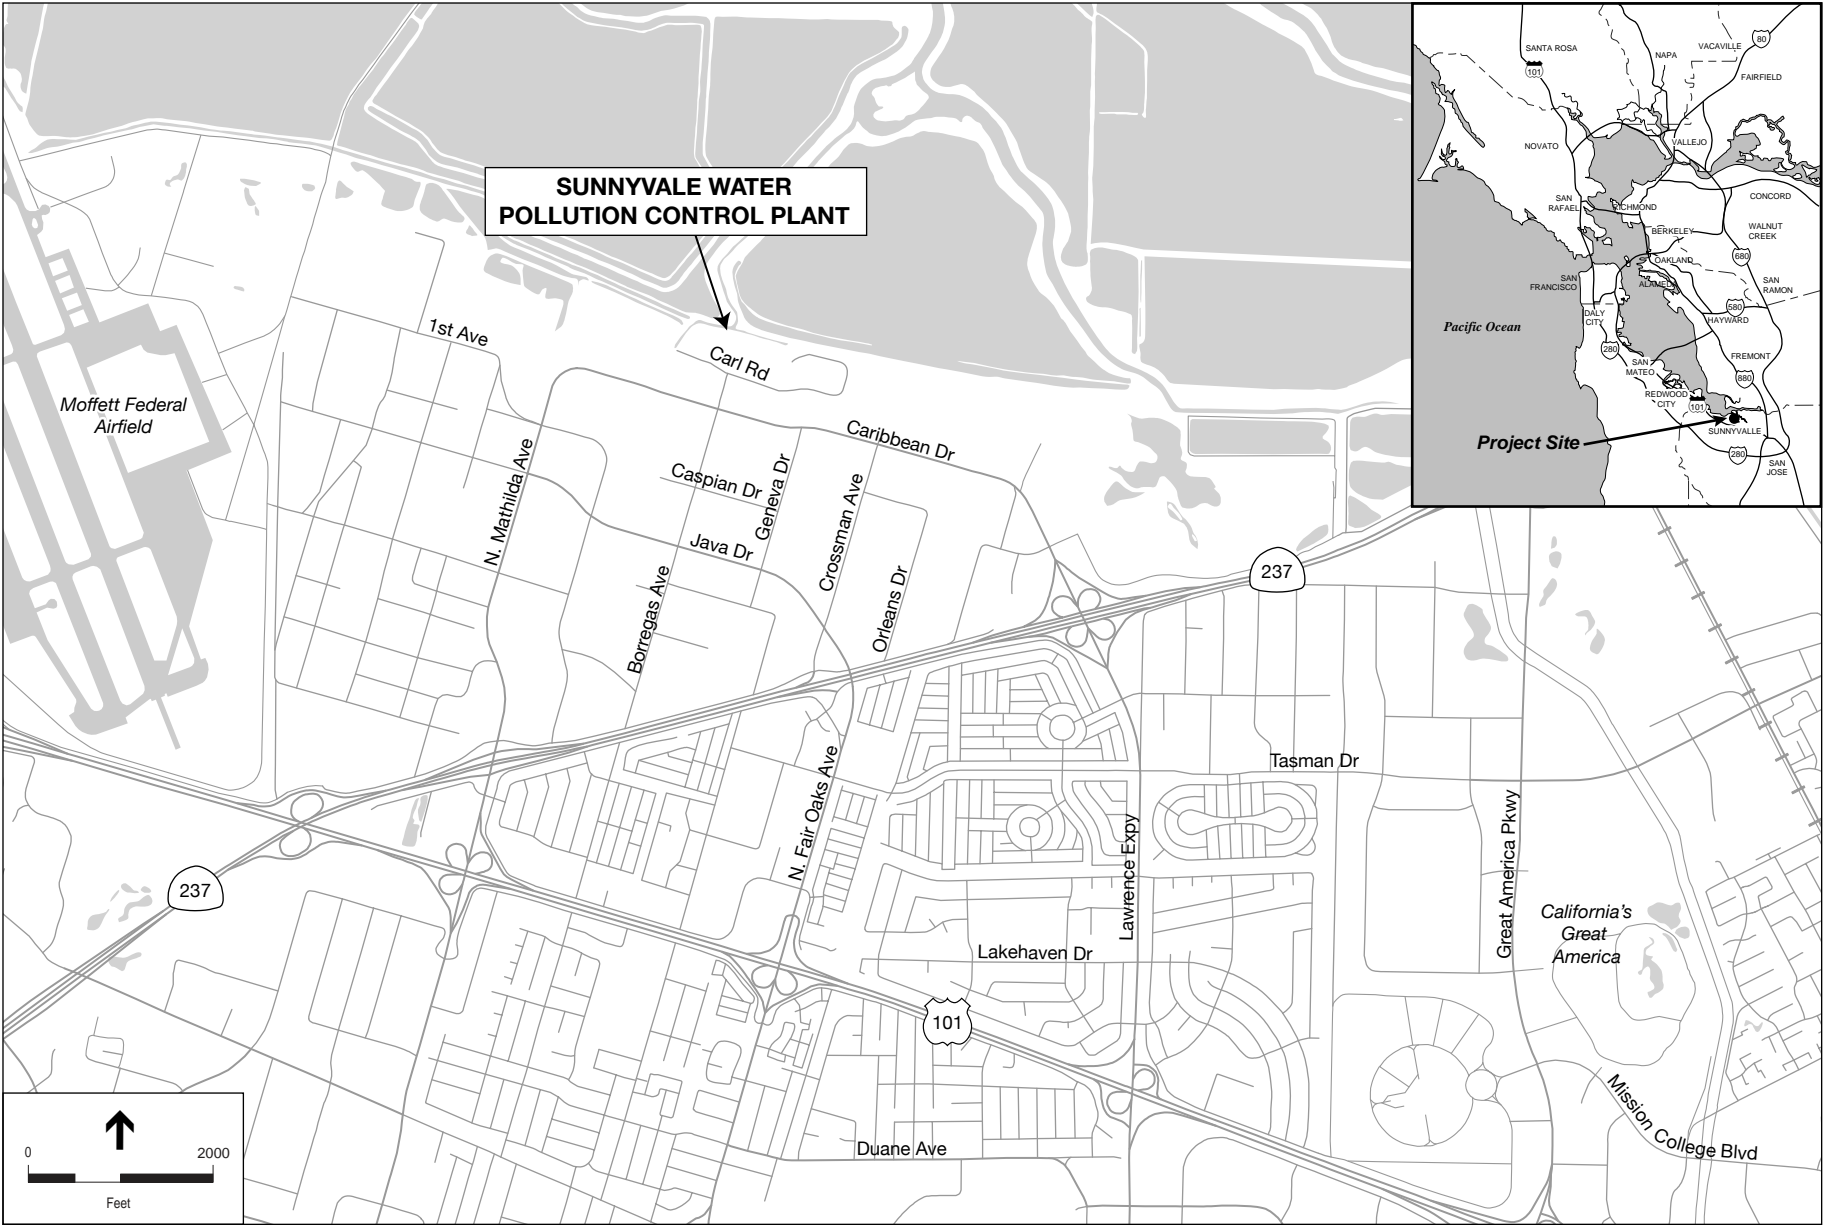 SUNNYVALE WATER
POLLUTION CONTROL PLANT
1st Ave
Carl Rd
Moffett Federal
Airfield
N. Mathilda Ave
Caribbean Dr
Caspian Dr
Geneva Dr
Crossman Ave
Java Dr
Borregas Ave
Orleans Dr
237
Tasman Dr
N. Fair Oaks Ave
Lawrence Expy
Great America Pkwy
237
California's
Great
America
Lakehaven Dr
101
Mission College Blvd
Duane Ave
0
2000
Feet
SANTA ROSA
NAPA
VACAVILLE
80
101
FAIRFIELD
NOVATO
VALLEJO
SAN
RAFAEL
RICHMOND
CONCORD
BERKELEY
WALNUT
CREEK
OAKLAND
680
SAN
FRANCISCO
ALAMEDA
SAN
RAMON
580
DALY
CITY
HAYWARD
Pacific Ocean
280
SAN
MATEO
FREMONT
880
REDWOOD
CITY
101
Project Site
SUNNYVALLE
280
SAN
JOSE